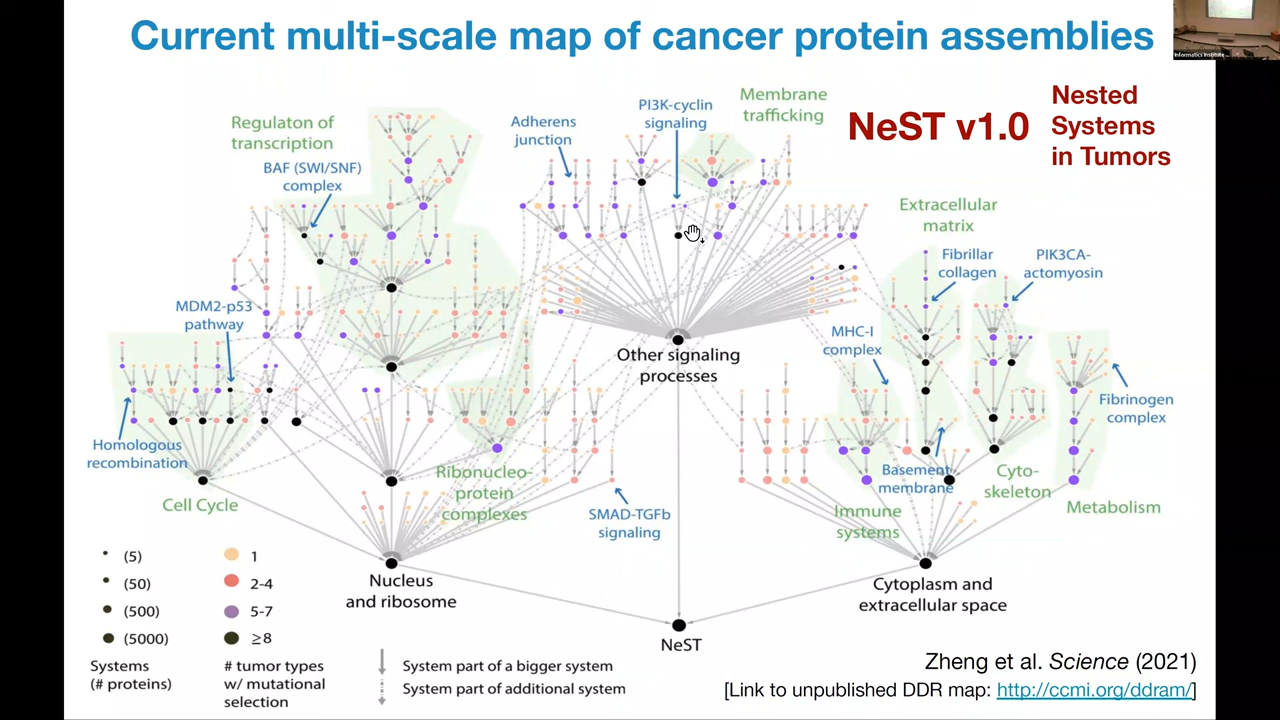 Current multi-scale map of cancer protein assemblies
Informatics Institute ...
NeST v1.0
Nested
Systems
in Tumors
Regulaton of
transcription
BAF (SWI/SNF)
complex
Adherens
junction
PI3K-cyclin
signaling
Membrane
trafficking
Extracellular
matrix
Fibrillar
collagen
PIK3CA-
actomyosin
MDM2-p53
pathway
Other signaling
processes
MHC-I
complex
Fibrinogen
complex
Homologous
recombination
Cell Cycle
Ribonucleo-
protein
complexes
SMAD-TGFb
signaling
Basement
membrane
Immune
systems
Cyto-
skeleton
Metabolism
Nucleus
and ribosome
Cytoplasm and
extracellular space
NeST
(5)
(50)
(500)
(5000)
Systems
(# proteins)
1
2-4
5-7
≥8
# tumor types
w/ mutational
selection
System part of a bigger system
System part of additional system
Zheng et al. Science (2021)
[Link to unpublished DDR map: http://ccmi.org/ddram/]